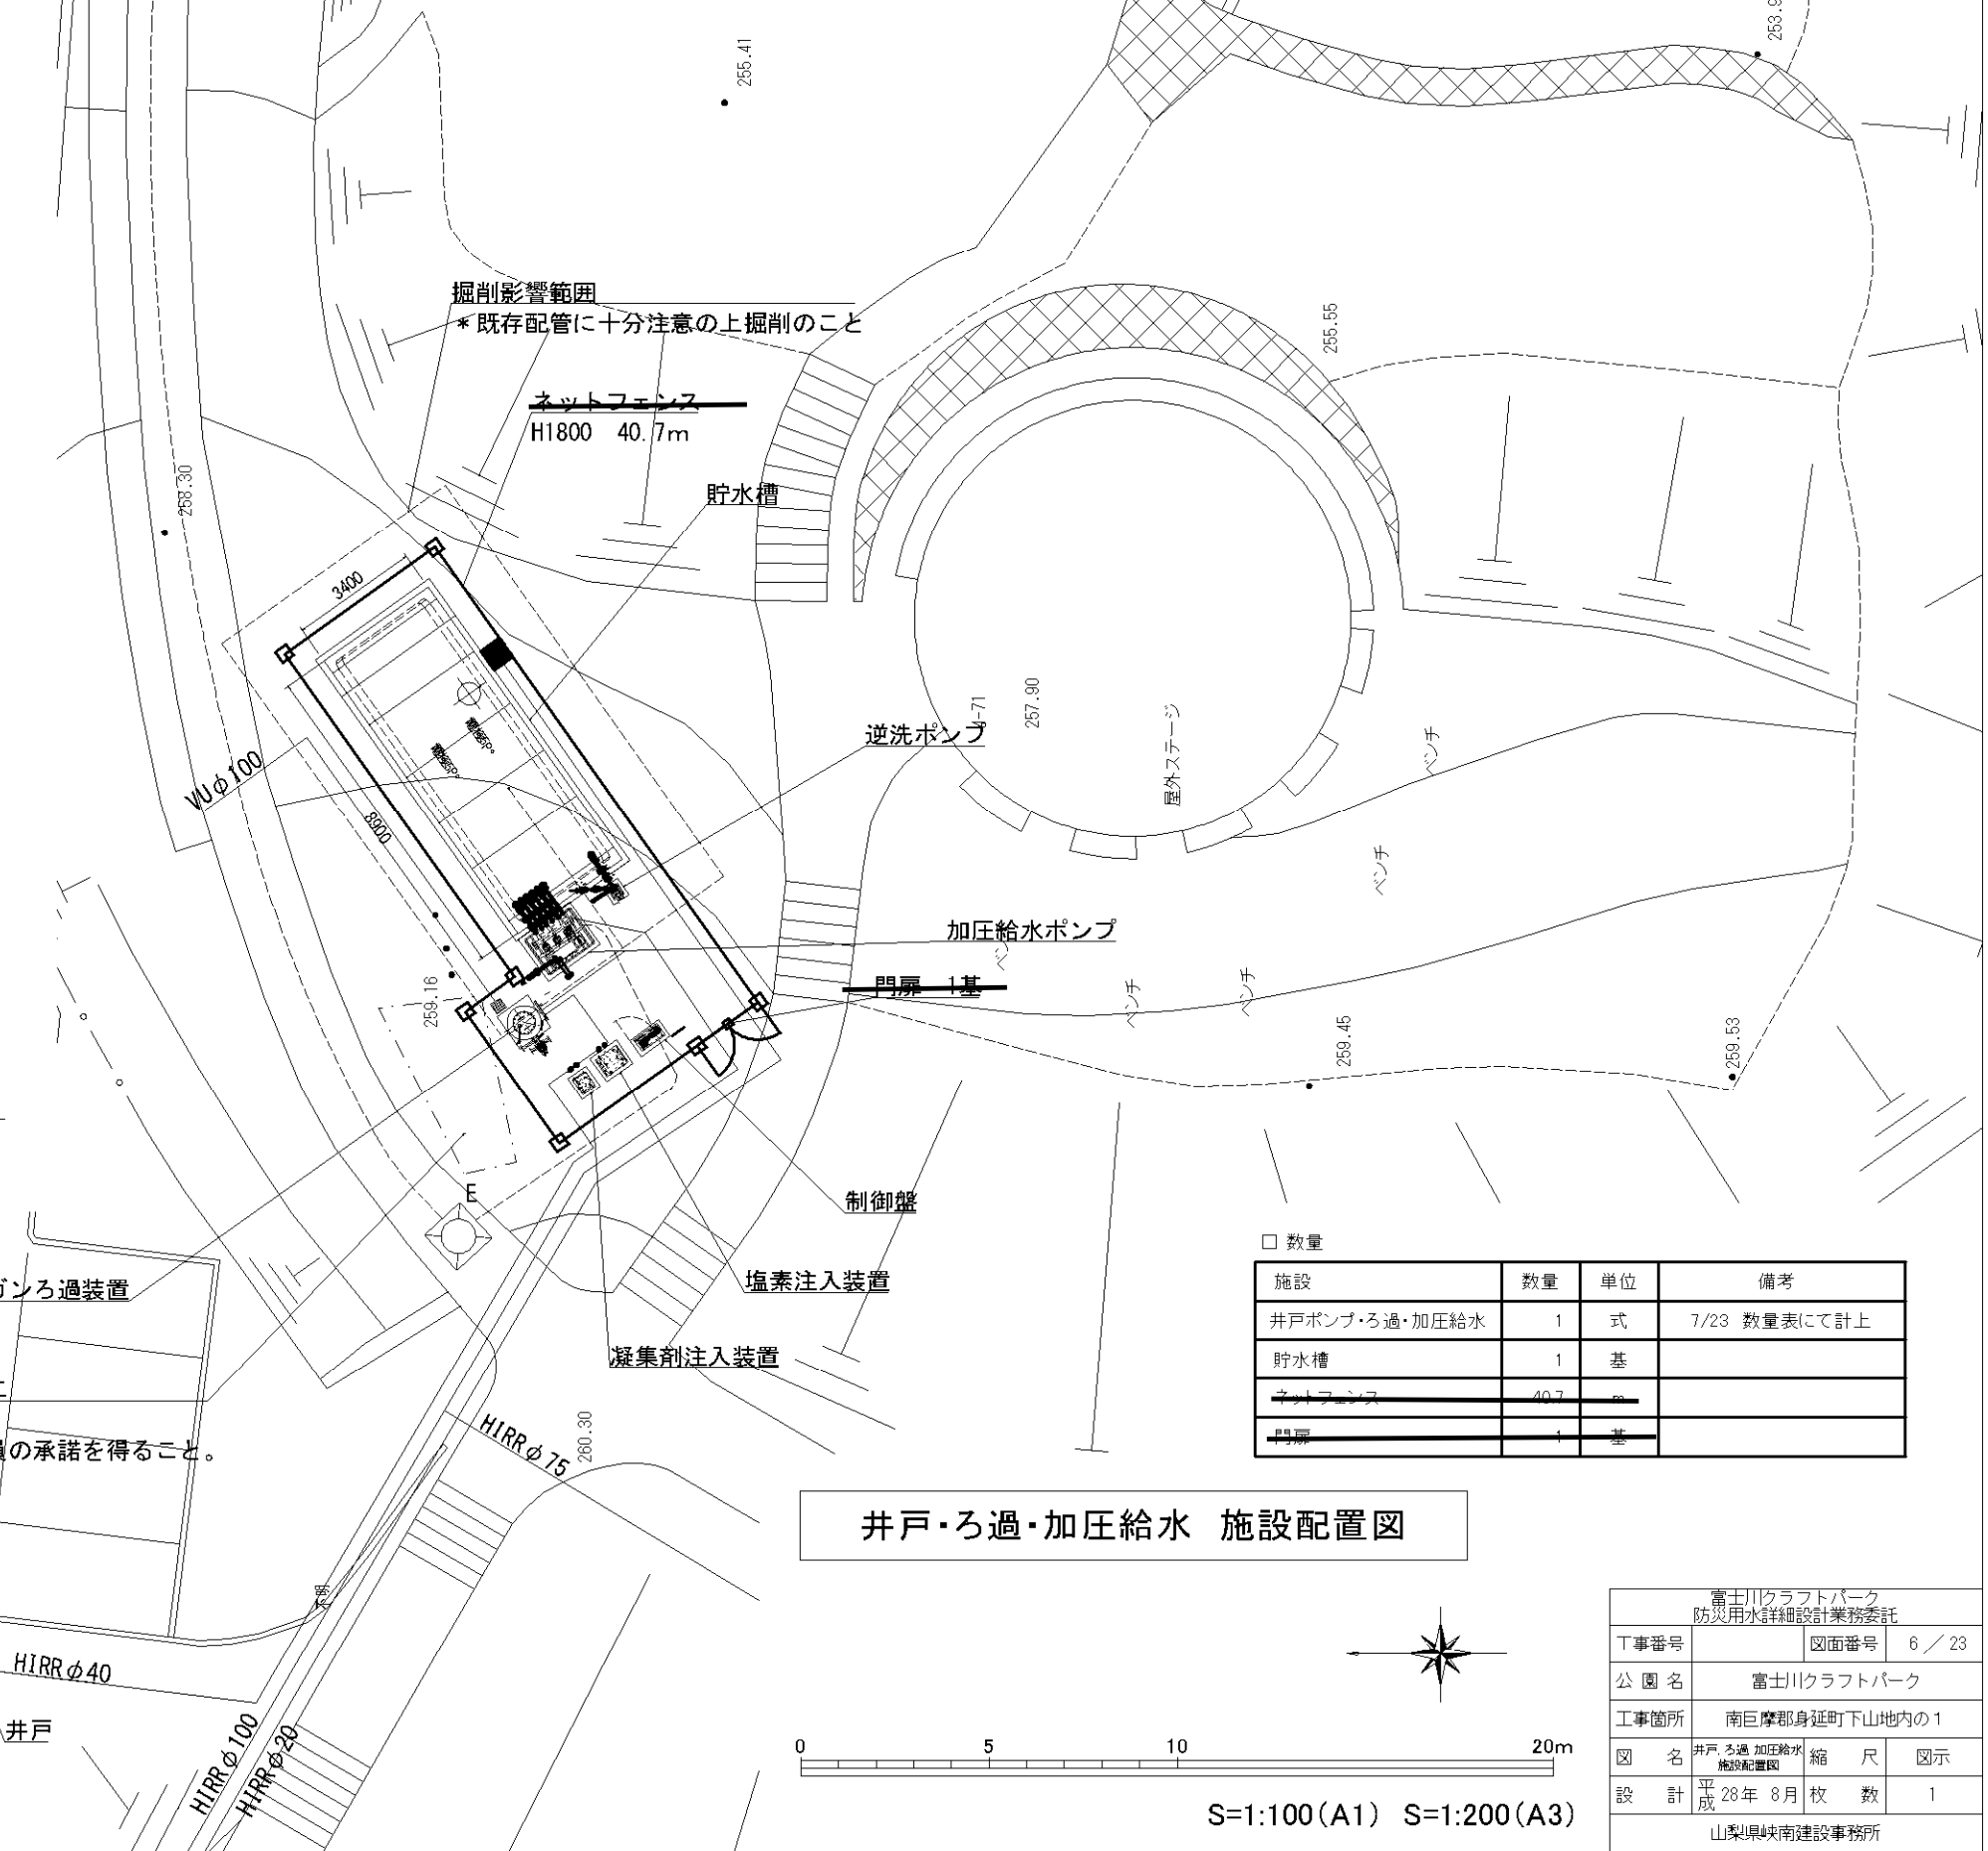 255.41
253.9
掘削影響範囲
*既存配管に十分注意の上掘削のこと
255.55
ネットフェンス
H1800 40.7m
258.30
貯水槽
3400
逆洗ポンプ
4-71
257.90
屋外ステージ
ベンチ
VUφ100
8900
ベンチ
加圧給水ポンプ
門扉 1基
ベンチ
ベンチ
259.16
259.45
259.53
E
制御盤
ガンろ過装置
塩素注入装置
凝集剤注入装置
の承諾を得ること。
HIRRφ75
260.30
□ 数量
施設 数量 単位 備考
井戸ポンプ・ろ過・加圧給水 1 式 7/23 数量表にて計上
貯水槽 1 基
ネットフェンス 40.7 m
門扉 1 基
井戸・ろ過・加圧給水 施設配置図
HIRRφ40
井戸
HIRRφ100
HIRRφ20
0 5 10 20m
S=1:100(A1) S=1:200(A3)
富士川クラフトパーク
防災用水詳細設計業務委託
工事番号 図面番号 6/23
公園名 富士川クラフトパーク
工事箇所 南巨摩郡身延町下山地内の1
図名 井戸.ろ過 加圧給水 施設配置図 縮尺 図示
設計 平成28年 8月 枚数 1
山梨県峡南建設事務所